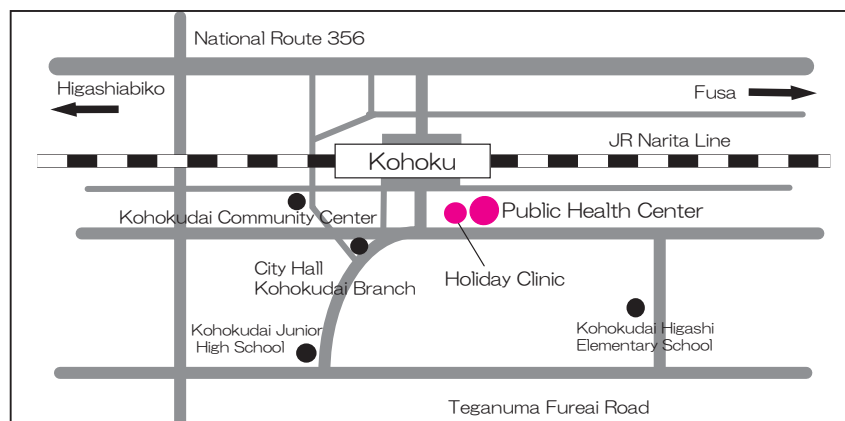 National Route 356
Higashiabiko
Fusa
JR Narita Line
Kohoku
Kohokudai Community Center
Public Health Center
City Hall
Kohokudai Branch
Holiday Clinic
Kohokudai Junior
High School
Kohokudai Higashi
Elementary School
Teganuma Fureai Road